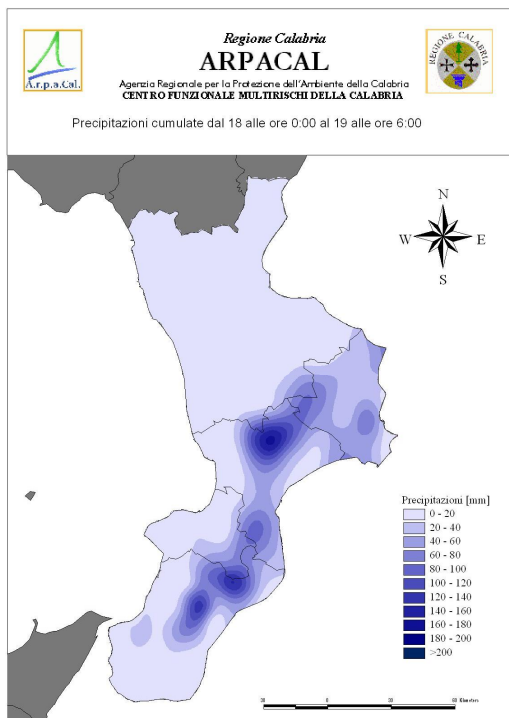 Regione Calabria
ARPACAL
Agenzia Regionale per la Protezione dell'Ambiente della Calabria
CENTRO FUNZIONALE MULTIRISCHI DELLA CALABRIA
A.r.p.a.Cal.
REGIONE CALABRIA
Precipitazioni cumulate dal 18 alle ore 0:00 al 19 alle ore 6:00
N
W E
S
Precipitazioni [mm]
0 - 20
20 - 40
40 - 60
60 - 80
80 - 100
100 - 120
120 - 140
140 - 160
160 - 180
180 - 200
>200